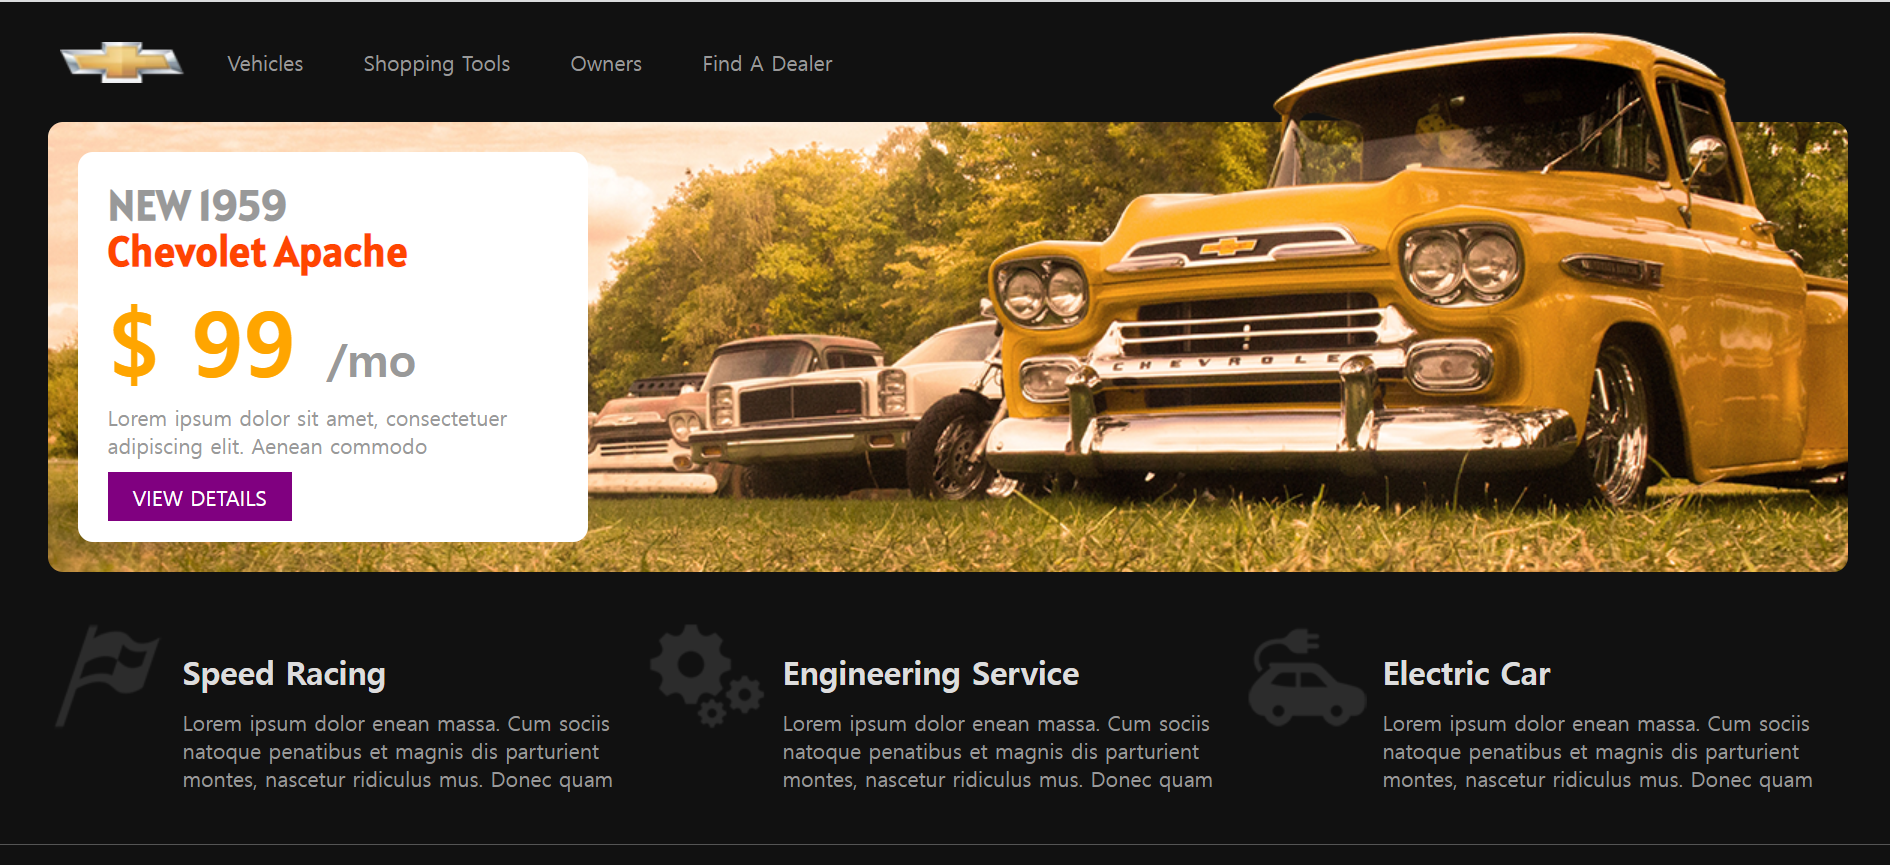 Vehicles Shopping Tools Owners Find A Dealer
NEW 1959
Chevolet Apache
$ 99 /mo
Lorem ipsum dolor sit amet, consectetuer
adipiscing elit. Aenean commodo
VIEW DETAILS
CHEVROLE
Speed Racing
Lorem ipsum dolor enean massa. Cum sociis
natoque penatibus et magnis dis parturient
montes, nascetur ridiculus mus. Donec quam
Engineering Service
Lorem ipsum dolor enean massa. Cum sociis
natoque penatibus et magnis dis parturient
montes, nascetur ridiculus mus. Donec quam
Electric Car
Lorem ipsum dolor enean massa. Cum sociis
natoque penatibus et magnis dis parturient
montes, nascetur ridiculus mus. Donec quam